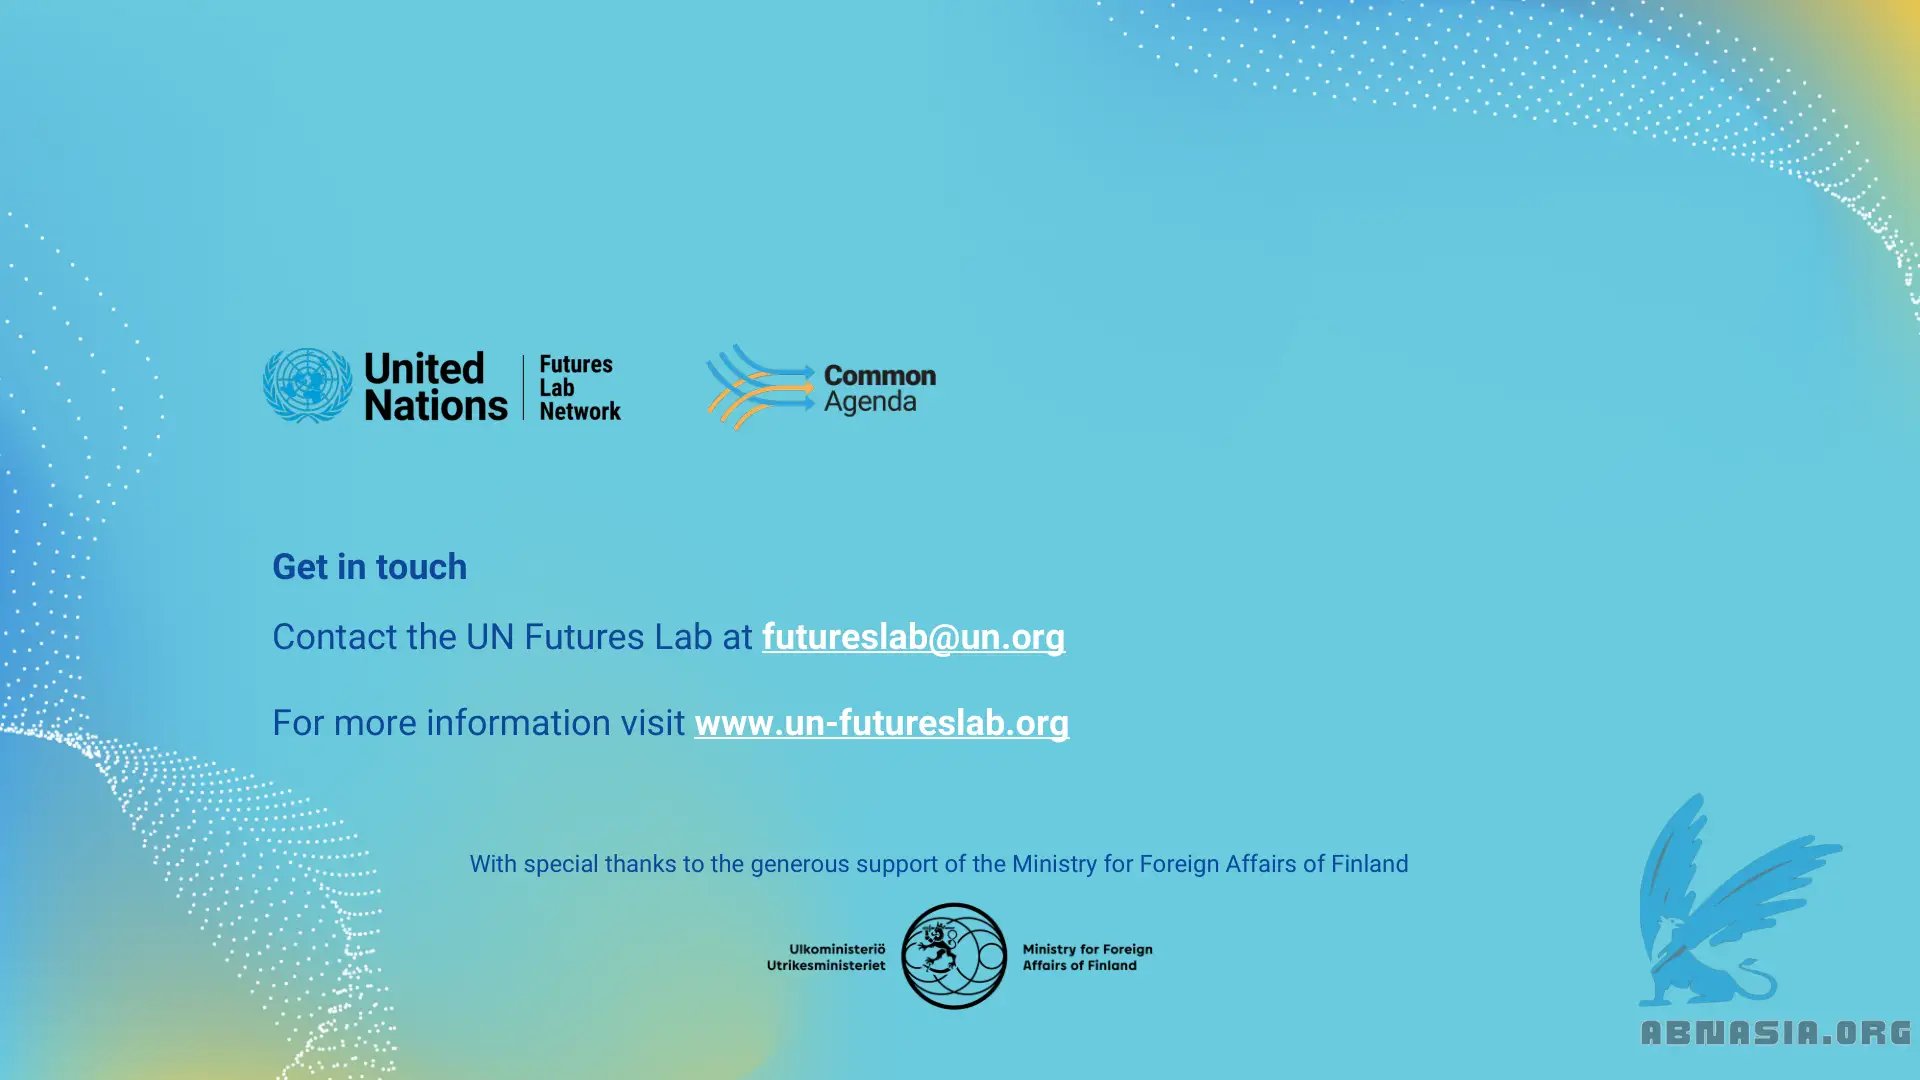 United
Nations
Futures
Lab
Network
Common
Agenda
Get in touch
Contact the UN Futures Lab at futureslab@un.org
For more information visit www.un-futureslab.org
With special thanks to the generous support of the Ministry for Foreign Affairs of Finland
Ulkoministeriö
Utrikesministeriet
Ministry for Foreign
Affairs of Finland
ABNASIA.ORG